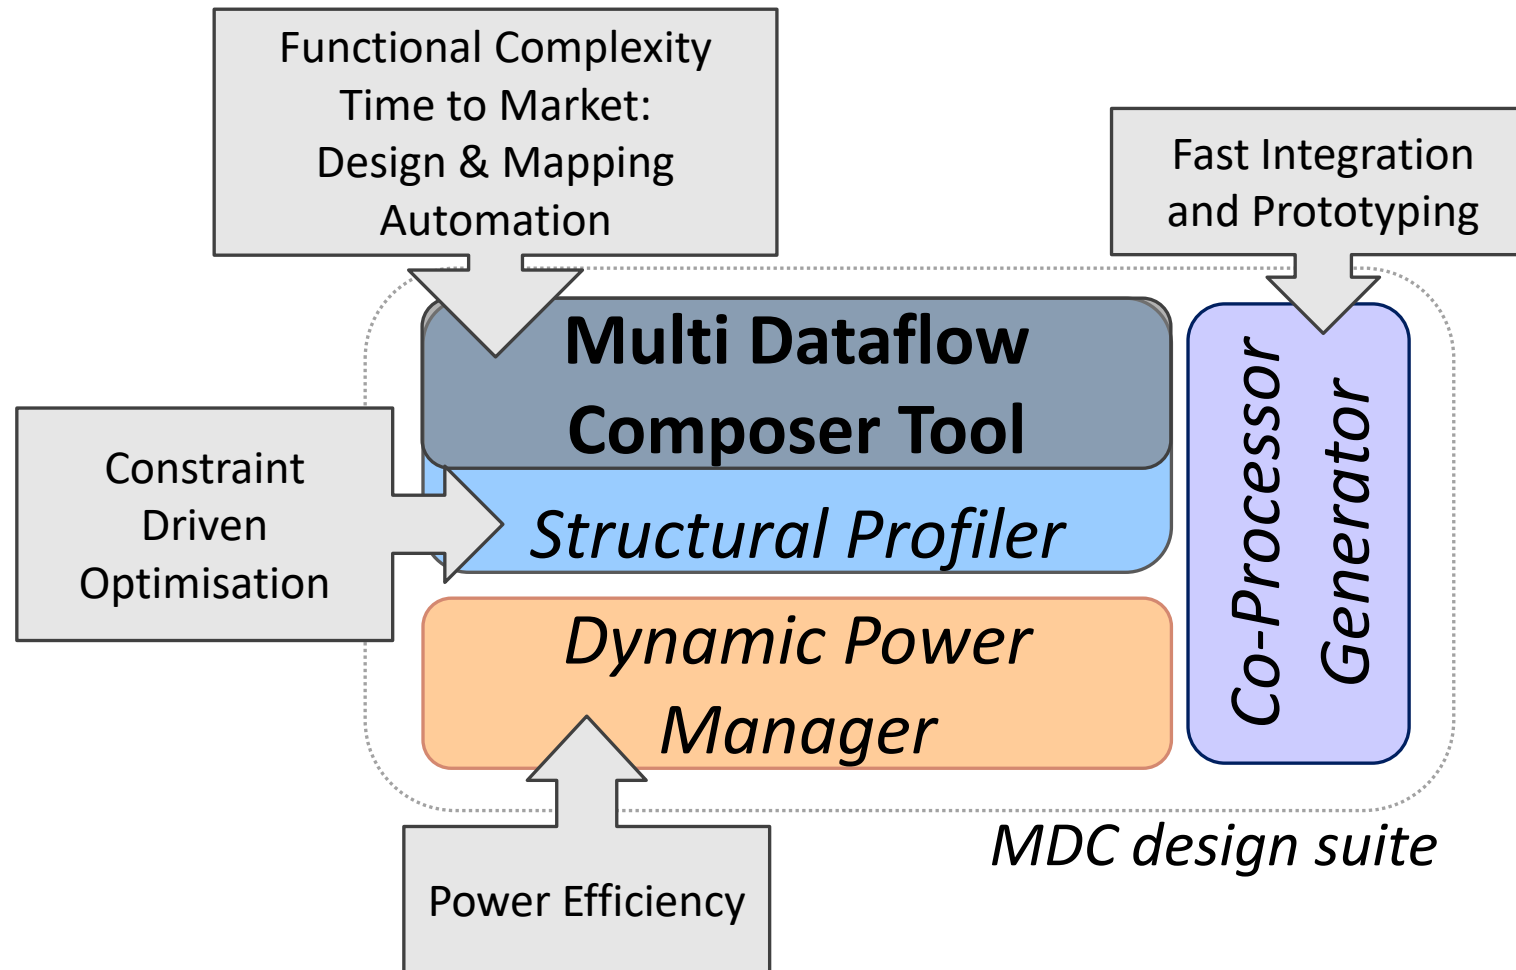 Functional Complexity
Time to Market:
Design & Mapping
Automation
Fast Integration
and Prototyping
Multi Dataflow
Composer Tool
Constraint
Driven
Optimisation
Structural Profiler
Dynamic Power
Manager
Co-Processor
Generator
MDC design suite
Power Efficiency